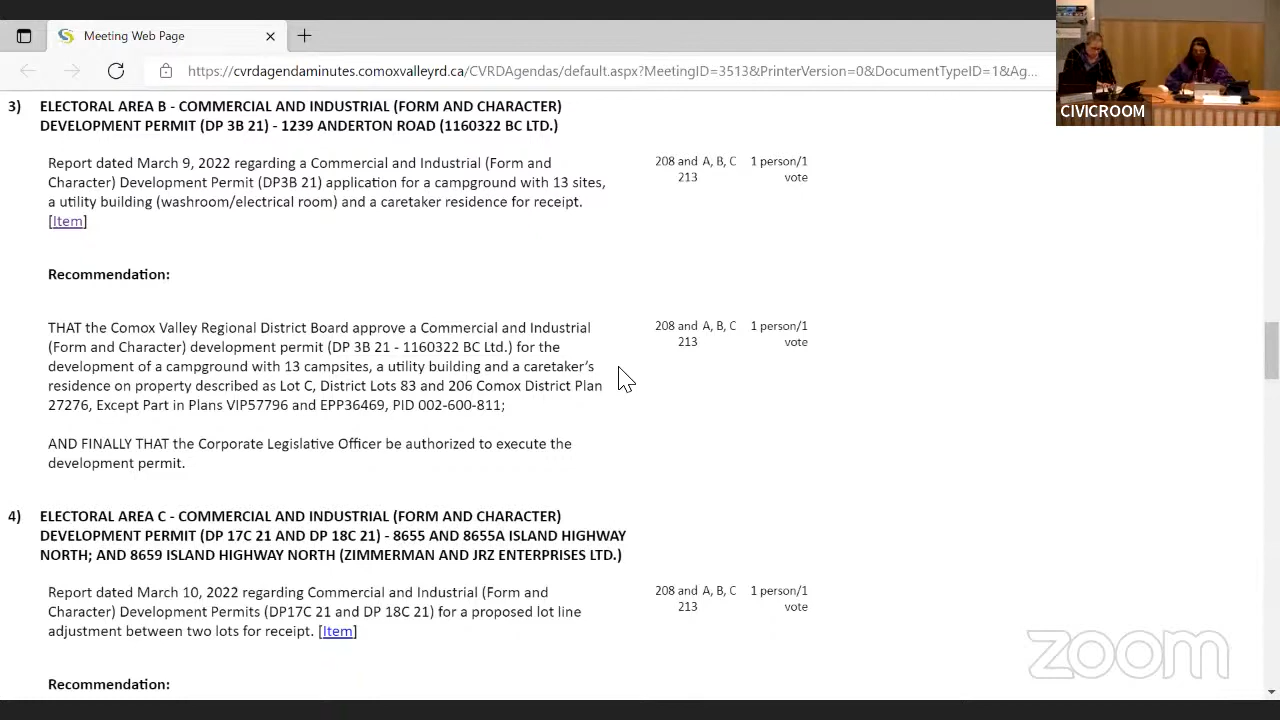 Meeting Web Page
https://cvrdagendaminutes.comoxvalleyrd.ca/CVRDAgendas/default.aspx?MeetingID=3513&PrinterVersion=0&DocumentTypeID=1&Ag...
CIVICROOM
3) ELECTORAL AREA B - COMMERCIAL AND INDUSTRIAL (FORM AND CHARACTER)
DEVELOPMENT PERMIT (DP 3B 21) - 1239 ANDERTON ROAD (1160322 BC LTD.)
Report dated March 9, 2022 regarding a Commercial and Industrial (Form and
Character) Development Permit (DP3B 21) application for a campground with 13 sites,
a utility building (washroom/electrical room) and a caretaker residence for receipt.
[Item]
208 and A, B, C 1 person/1
213 vote
Recommendation:
THAT the Comox Valley Regional District Board approve a Commercial and Industrial
(Form and Character) development permit (DP 3B 21 - 1160322 BC Ltd.) for the
development of a campground with 13 campsites, a utility building and a caretaker's
residence on property described as Lot C, District Lots 83 and 206 Comox District Plan
27276, Except Part in Plans VIP57796 and EPP36469, PID 002-600-811;
208 and A, B, C 1 person/1
213 vote
AND FINALLY THAT the Corporate Legislative Officer be authorized to execute the
development permit.
4) ELECTORAL AREA C - COMMERCIAL AND INDUSTRIAL (FORM AND CHARACTER)
DEVELOPMENT PERMIT (DP 17C 21 AND DP 18C 21) - 8655 AND 8655A ISLAND HIGHWAY
NORTH; AND 8659 ISLAND HIGHWAY NORTH (ZIMMERMAN AND JRZ ENTERPRISES LTD.)
Report dated March 10, 2022 regarding Commercial and Industrial (Form and
Character) Development Permits (DP17C 21 and DP 18C 21) for a proposed lot line
adjustment between two lots for receipt. [Item]
208 and A, B, C 1 person/1
213 vote
Recommendation:
zoom